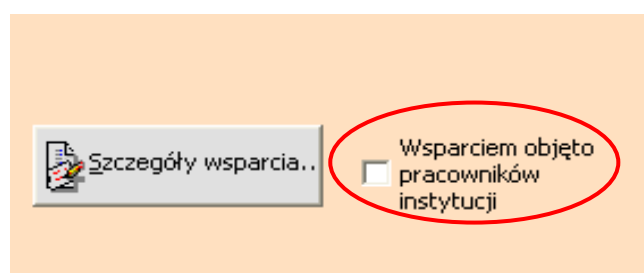 Szczegóły wsparcia..
Wsparciem objęto
pracowników
instytucji